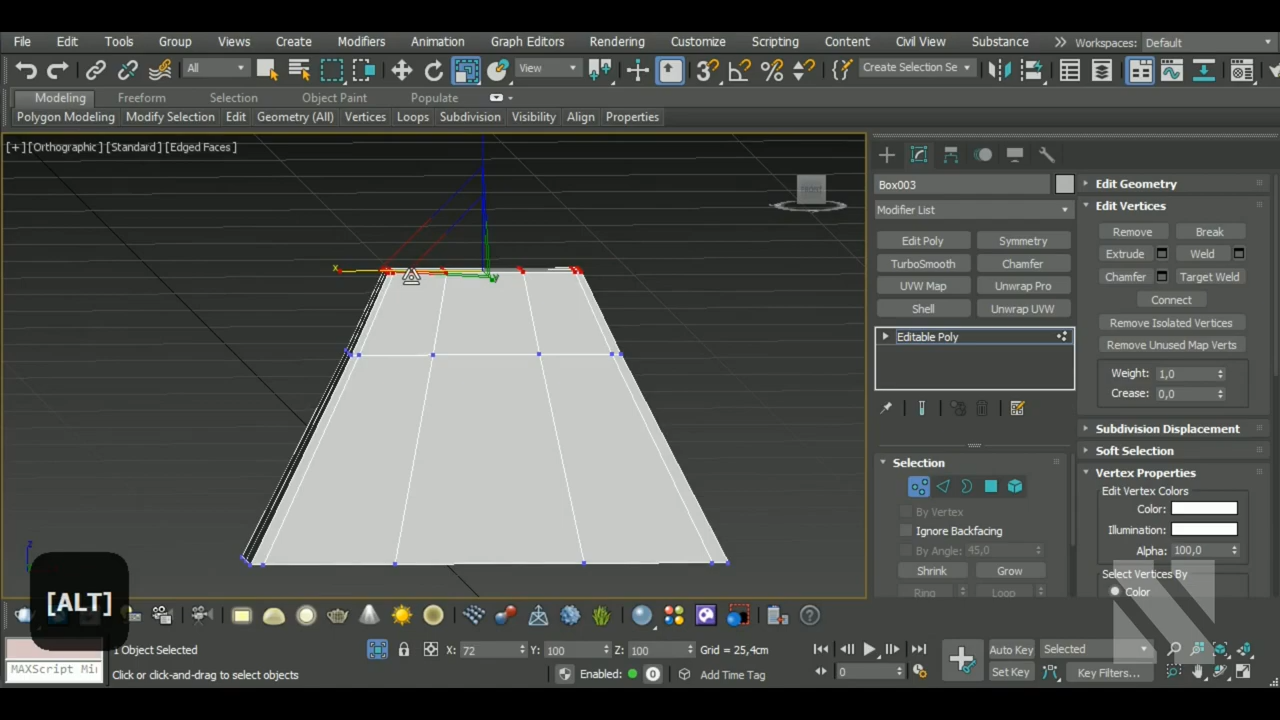 File Edit Tools Group Views Create Modifiers Animation Graph Editors Rendering Customize Scripting Content Civil View Substance Workspaces: Default
All View Create Selection Se
Modeling Freeform Selection Object Paint Populate
Polygon Modeling Modify Selection Edit Geometry (All) Vertices Loops Subdivision Visibility Align Properties
[+] [Orthographic] [Standard] [Edged Faces]
FRONT
x
y
z
Box003
Modifier List
Edit Poly Symmetry
TurboSmooth Chamfer
UVW Map Unwrap Pro
Shell Unwrap UVW
Editable Poly
Selection
By Vertex
Ignore Backfacing
By Angle: 45,0
Shrink Grow
Ring Loop
Edit Geometry
Edit Vertices
Remove Break
Extrude Weld
Chamfer Target Weld
Connect
Remove Isolated Vertices
Remove Unused Map Verts
Weight: 1,0
Crease: 0,0
Subdivision Displacement
Soft Selection
Vertex Properties
Edit Vertex Colors
Color:
Illumination:
Alpha: 100,0
Select Vertices By
Color
[ALT]
1 Object Selected X: 72 Y: 100 Z: 100 Grid = 25,4cm Auto Key Selected
MAXScript Mi Click or click-and-drag to select objects Enabled: 0 Add Time Tag 0 Set Key Key Filters...